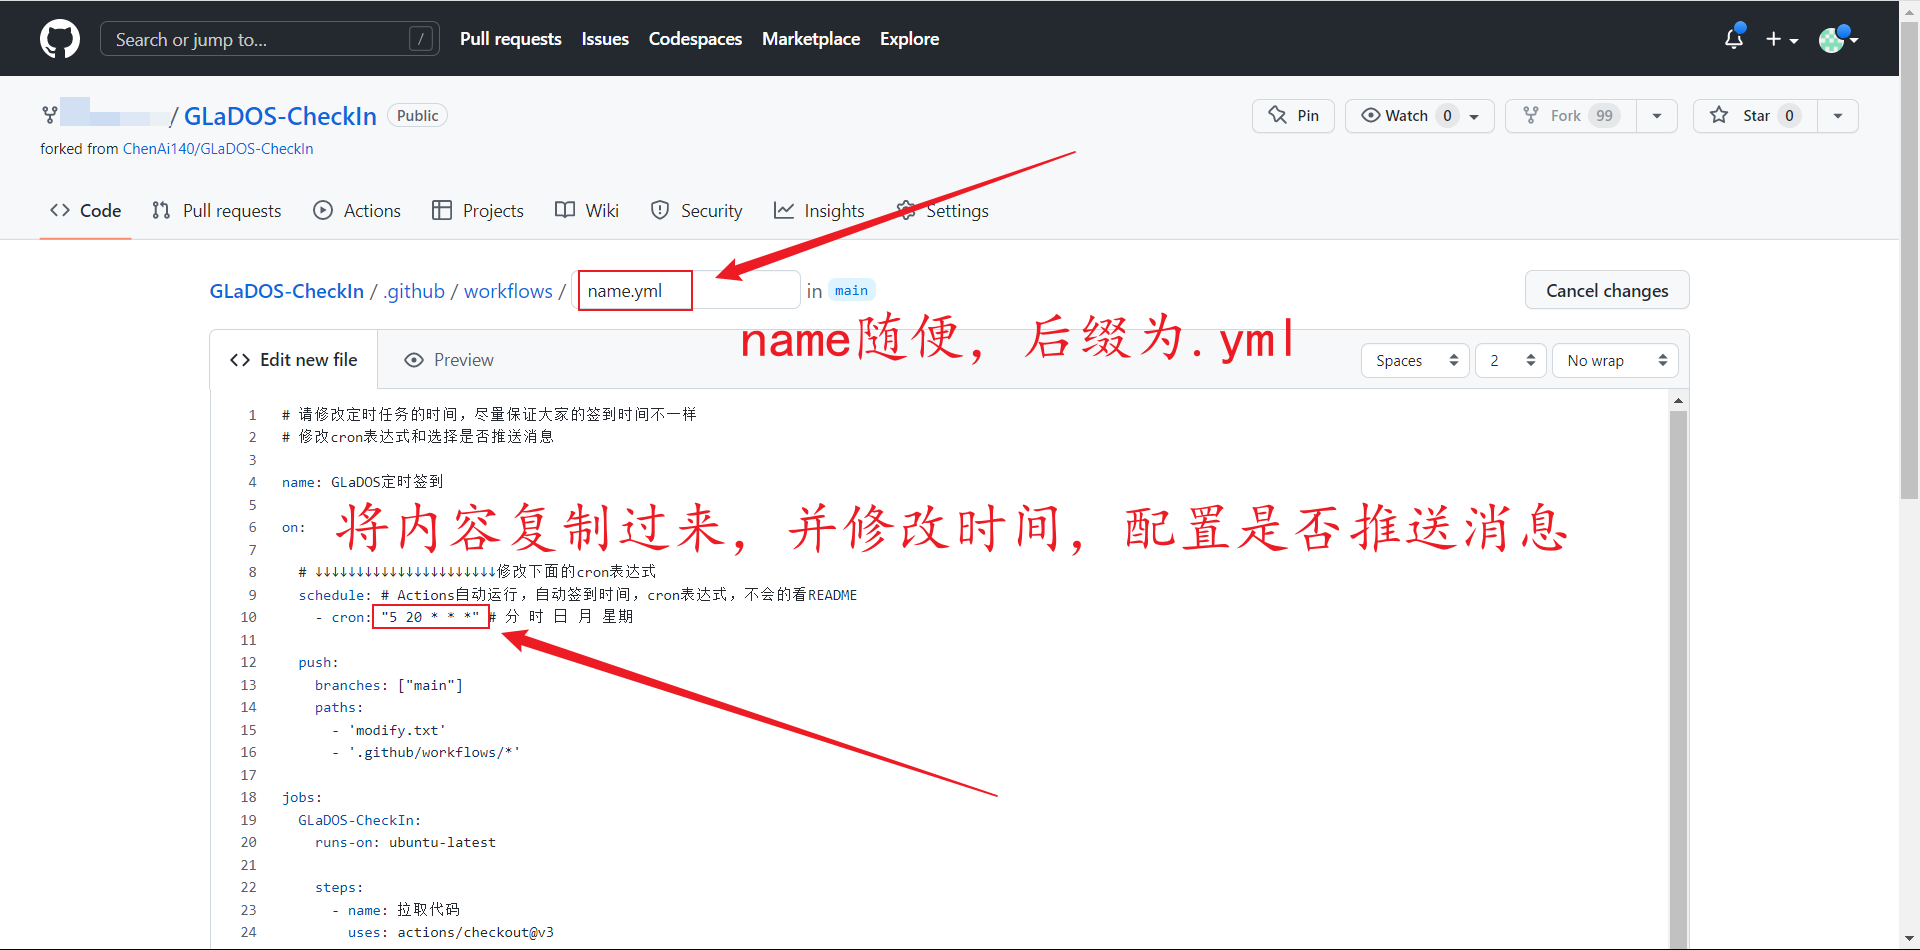 Search or jump to... /
Pull requests Issues Codespaces Marketplace Explore
/ GLaDOS-CheckIn Public
Pin Watch 0 Fork 99 Star 0
forked from ChenAi140/GLaDOS-CheckIn
Code Pull requests Actions Projects Wiki Security Insights Settings
GLaDOS-CheckIn / .github / workflows / name.yml in main Cancel changes
name随便，后缀为.yml
Edit new file Preview Spaces 2 No wrap
1 # 请修改定时任务的时间，尽量保证大家的签到时间不一样
2 # 修改cron表达式和选择是否推送消息
3
4 name: GLaDOS定时签到
5
将内容复制过来，并修改时间，配置是否推送消息
6 on:
7
8 # ↓↓↓↓↓↓↓↓↓↓↓↓↓↓↓↓↓↓↓↓↓↓修改下面的cron表达式
9 schedule: # Actions自动运行，自动签到时间，cron表达式，不会的看README
10 - cron: "5 20 * * *" # 分 时 日 月 星期
11
12 push:
13 branches: ["main"]
14 paths:
15 - 'modify.txt'
16 - '.github/workflows/*'
17
18 jobs:
19 GLaDOS-CheckIn:
20 runs-on: ubuntu-latest
21
22 steps:
23 - name: 拉取代码
24 uses: actions/checkout@v3